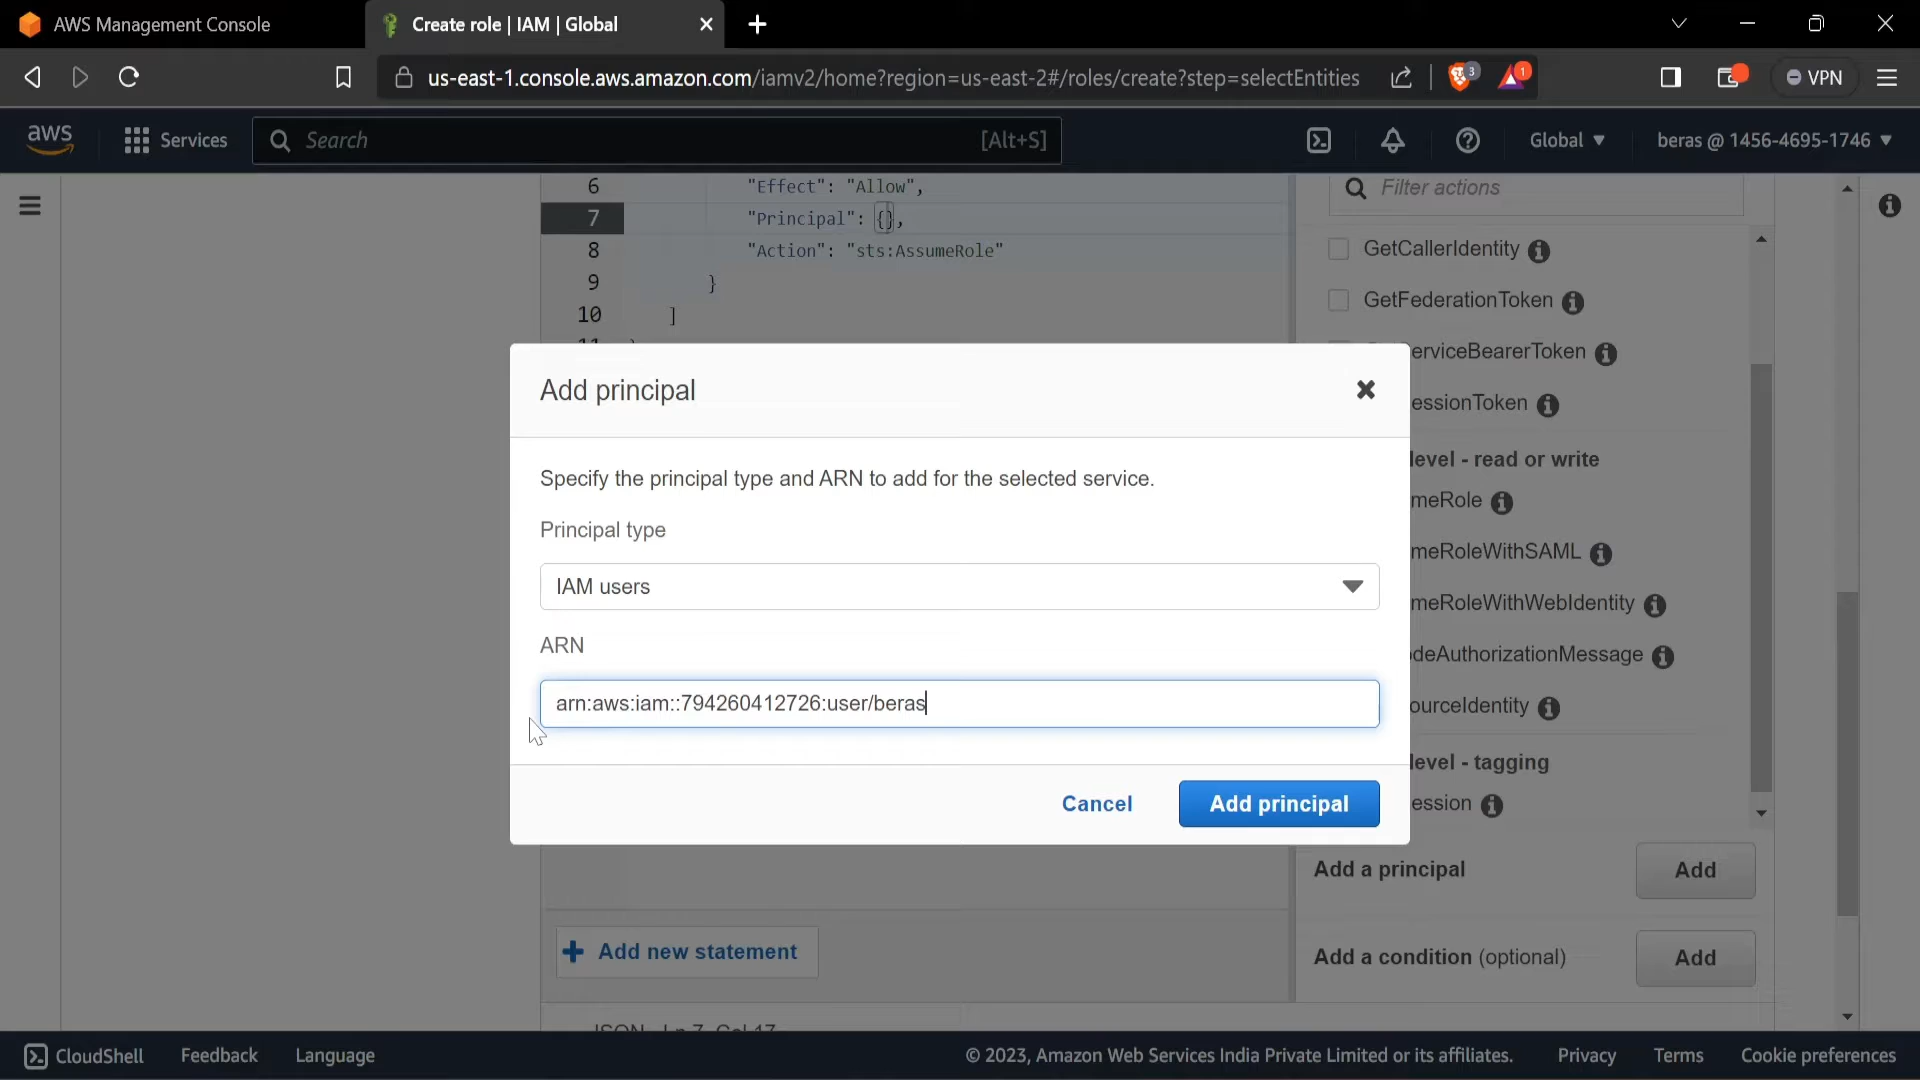 AWS Management Console
Create role | IAM | Global
us-east-1.console.aws.amazon.com/iamv2/home?region=us-east-2#/roles/create?step=selectEntities
3
1
VPN
aws
Services
Search
[Alt+S]
Global
beras @ 1456-4695-1746
6 "Effect": "Allow",
7 "Principal": {},
8 "Action": "sts:AssumeRole"
9 }
10 ]
Filter actions
GetCallerIdentity
GetFederationToken
erviceBearerToken
essionToken
level - read or write
meRole
meRoleWithSAML
meRoleWithWebIdentity
deAuthorizationMessage
ourceIdentity
level - tagging
ession
Add principal
Specify the principal type and ARN to add for the selected service.
Principal type
IAM users
ARN
arn:aws:iam::794260412726:user/beras
Cancel
Add principal
Add a principal
Add
+ Add new statement
Add a condition (optional)
Add
CloudShell
Feedback
Language
© 2023, Amazon Web Services India Private Limited or its affiliates.
Privacy
Terms
Cookie preferences